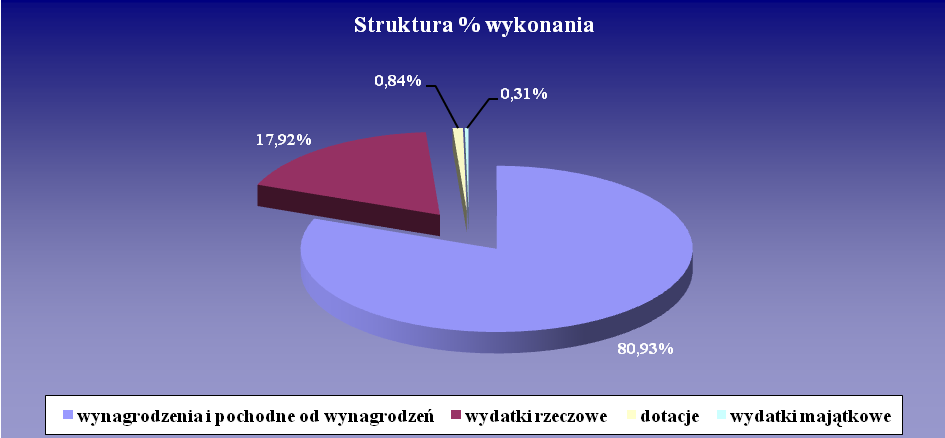 Struktura % wykonania
0,84%
0,31%
17,92%
80,93%
wynagrodzenia i pochodne od wynagrodzeń wydatki rzeczowe dotacje wydatki majątkowe